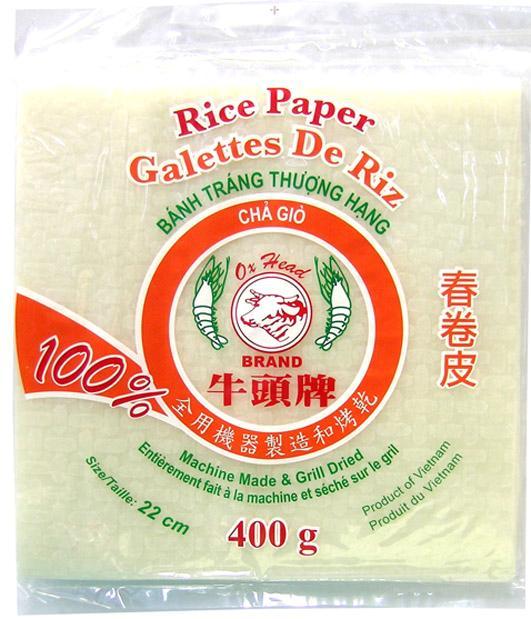 Rice Paper
Galettes De Riz
BÁNH TRÁNG THƯỢNG HẠNG
CHẢ GIÒ
Ox Head
BRAND
牛頭牌
春卷皮
100%
全用機器製造和烤乾
Machine Made & Grill Dried
Entièrement fait à la machine et séché sur le gril
Size/Taille: 22 cm
400 g
Product of Vietnam
Produit du Vietnam